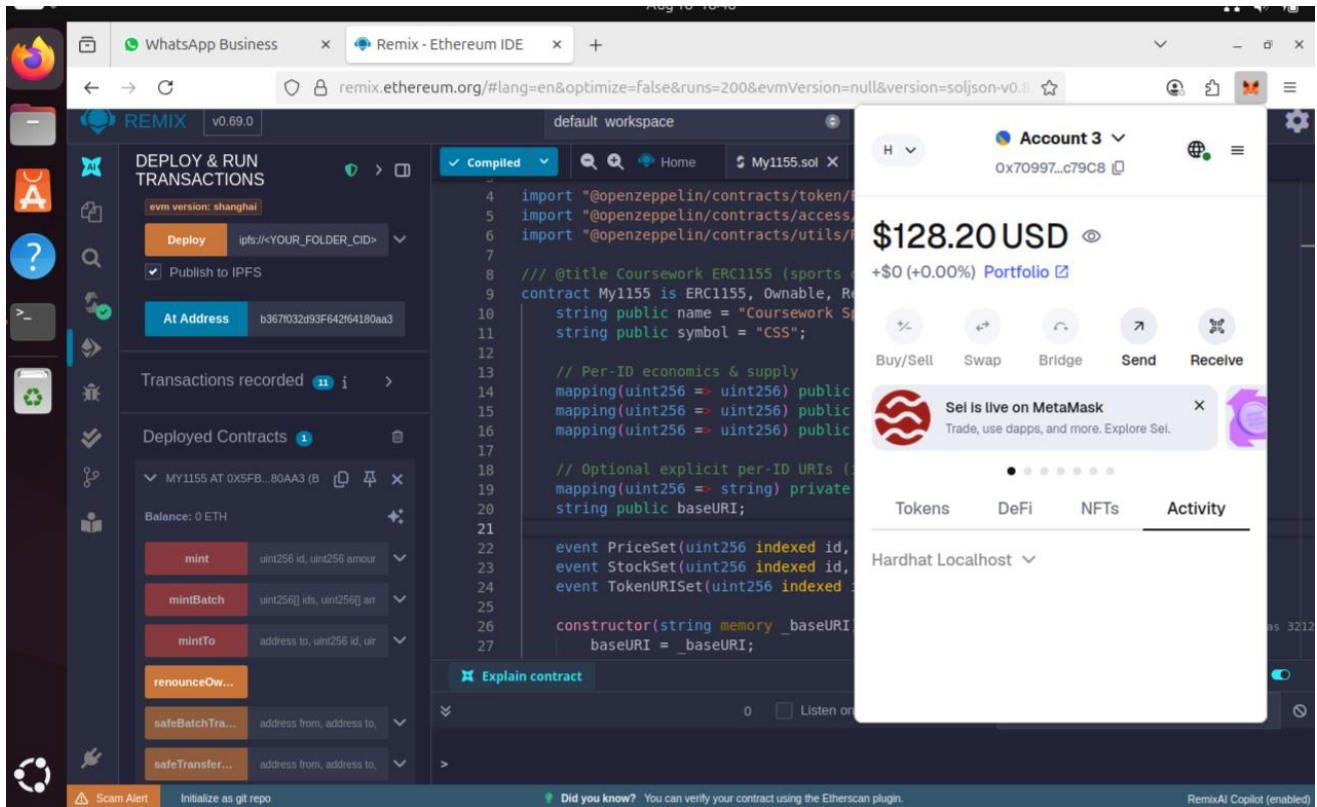 WhatsApp Business
Remix - Ethereum IDE
remix.ethereum.org/#lang=en&optimize=false&runs=200&evmVersion=null&version=soljson-v0.8
REMIX v0.69.0
default_workspace
DEPLOY & RUN
TRANSACTIONS
evm version: shanghai
Deploy ipfs://<YOUR_FOLDER_CID>
Publish to IPFS
At Address b367f032d93F642f64180aa3
Transactions recorded 11 i
Deployed Contracts 1
MY1155 AT 0X5FB...80AA3 (B
Balance: 0 ETH
mint uint256 id, uint256 amour
mintBatch uint256[] ids, uint256[] arr
mintTo address to, uint256 id, uir
renounceOw...
safeBatchTra... address from, address to,
safeTransfer... address from, address to,
Compiled
Home
My1155.sol
4 import "@openzeppelin/contracts/token/
5 import "@openzeppelin/contracts/access/
6 import "@openzeppelin/contracts/utils/
7
8 /// @title Coursework ERC1155 (sports
9 contract My1155 is ERC1155, Ownable, Re
10 string public name = "Coursework Sp
11 string public symbol = "CSS";
12
13 // Per-ID economics & supply
14 mapping(uint256 => uint256) public
15 mapping(uint256 => uint256) public
16 mapping(uint256 => uint256) public
17
18 // Optional explicit per-ID URIs (
19 mapping(uint256 => string) private
20 string public baseURI;
21
22 event PriceSet(uint256 indexed id,
23 event StockSet(uint256 indexed id,
24 event TokenURISet(uint256 indexed
25
26 constructor(string memory _baseURI
27 baseURI = _baseURI;
Explain contract
0 Listen on
>
H
Account 3
0x70997...c79C8
$128.20 USD
+$0 (+0.00%) Portfolio
Buy/Sell
Swap
Bridge
Send
Receive
Sei is live on MetaMask
Trade, use dapps, and more. Explore Sei.
Tokens
DeFi
NFTs
Activity
Hardhat Localhost
as 3212
Scam Alert
Initialize as git repo
Did you know? You can verify your contract using the Etherscan plugin.
RemixAI Copilot (enabled)